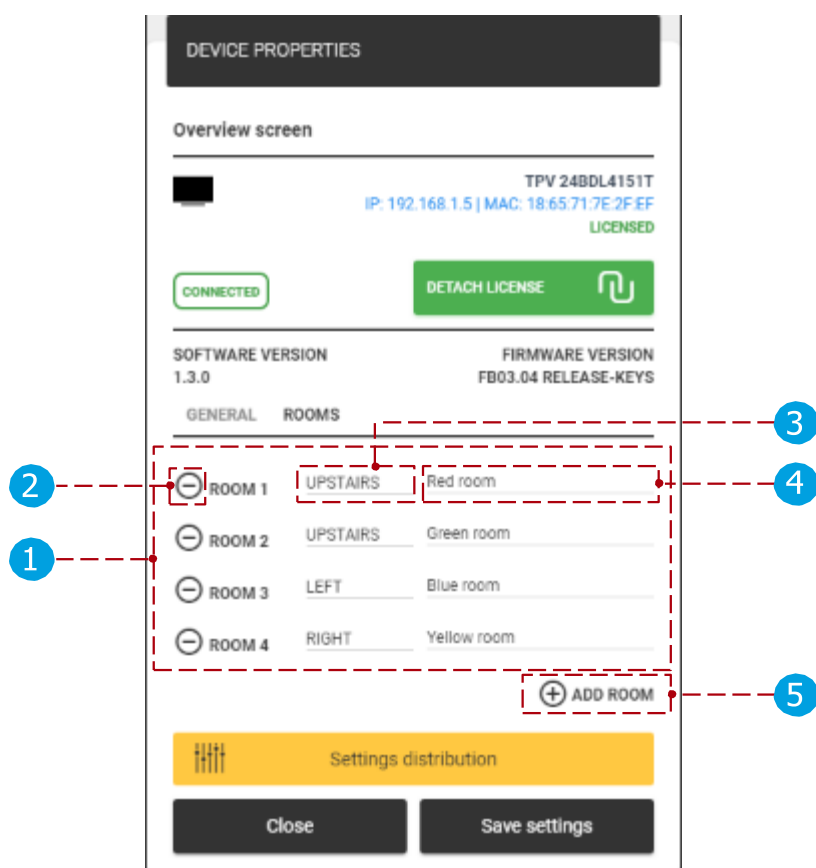 DEVICE PROPERTIES
Overview screen
TPV 24BDL4151T
IP: 192.168.1.5 | MAC: 18:65:71:7E:2F:EF
LICENSED
CONNECTED
DETACH LICENSE
SOFTWARE VERSION
FIRMWARE VERSION
1.3.0
FB03.04 RELEASE-KEYS
GENERAL ROOMS
3
2
ROOM 1 UPSTAIRS Red room
4
1
ROOM 2 UPSTAIRS Green room
ROOM 3 LEFT Blue room
ROOM 4 RIGHT Yellow room
ADD ROOM
5
Settings distribution
Close
Save settings